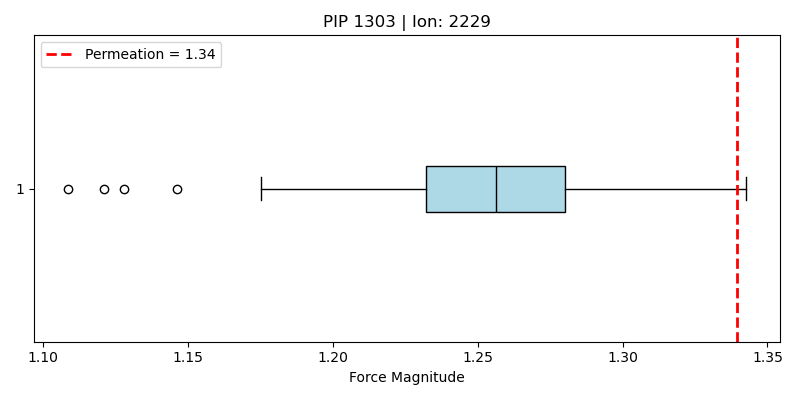 PIP 1303 | Ion: 2229
Permeation = 1.34
1
1.10 1.15 1.20 1.25 1.30 1.35
Force Magnitude